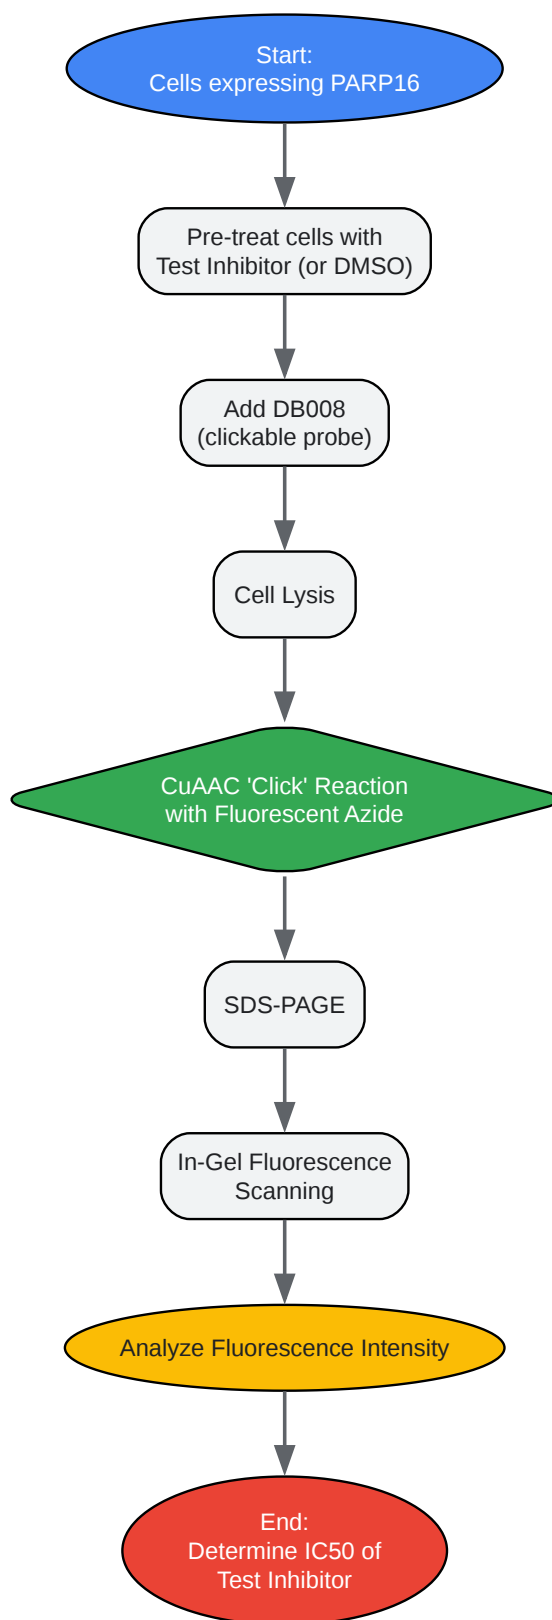 Start:
Cells expressing PARP16
Pre-treat cells with
Test Inhibitor (or DMSO)
Add DB008
(clickable probe)
Cell Lysis
CuAAC 'Click' Reaction
with Fluorescent Azide
SDS-PAGE
In-Gel Fluorescence
Scanning
Analyze Fluorescence Intensity
End:
Determine IC50 of
Test Inhibitor